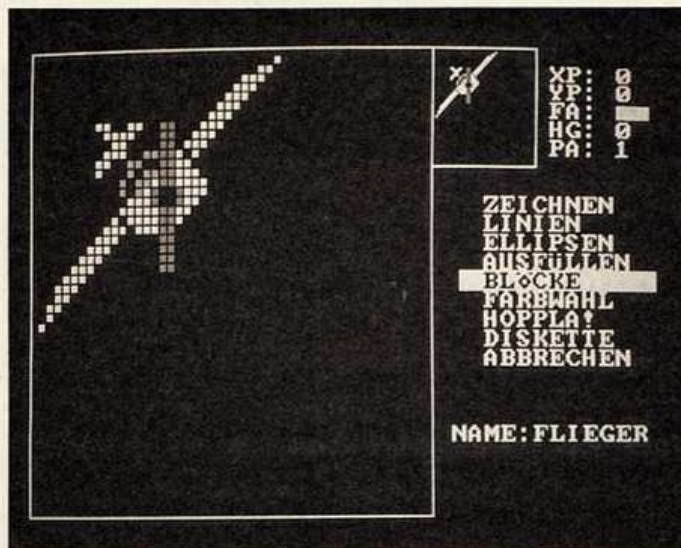 XP: 0
YP: 0
FA:
HG: 0
PA: 1
ZEICHNEN
LINIEN
ELLIPSEN
AUSFÜLLEN
BLÖCKE
FARBWAHL
HOPPLA!
DISKETTE
ABBRECHEN
NAME:FLIEGER